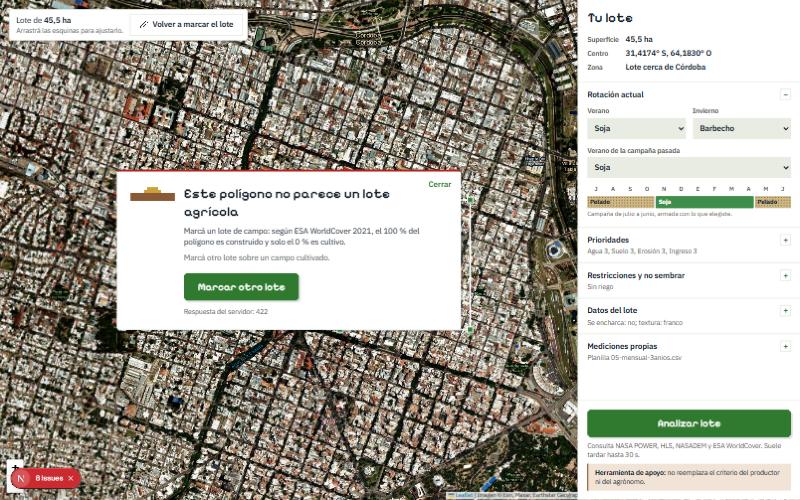 Lote de 45,5 ha
Arrastrá las esquinas para ajustarlo.
Volver a marcar el lote
Córdoba
Cerrar
Este polígono no parece un lote
agrícola
Marcá un lote de campo: según ESA WorldCover 2021, el 100 % del
polígono es construido y solo el 0 % es cultivo.
Marcá otro lote sobre un campo cultivado.
Marcar otro lote
Respuesta del servidor: 422
N 8 Issues ×
Leaflet | Imágenes © Esri, Maxar, Earthstar Geograp
Tu lote
Superficie 45,5 ha
Centro 31,4174° S, 64,1830° O
Zona Lote cerca de Córdoba
Rotación actual −
Verano Invierno
Soja Barbecho
Verano de la campaña pasada
Soja
J A S O N D E F M A M J
Pelado Soja Pelado
Campaña de julio a junio, armada con lo que elegiste.
Prioridades +
Agua 3, Suelo 3, Erosión 3, Ingreso 3
Restricciones y no sembrar +
Sin riego
Datos del lote +
Se encharca: no; textura: franco
Mediciones propias +
Planilla 05-mensual-3anios.csv
Analizar lote
Consulta NASA POWER, HLS, NASADEM y ESA WorldCover. Suele
tardar hasta 30 s.
Herramienta de apoyo: no reemplaza el criterio del productor
ni del agrónomo.